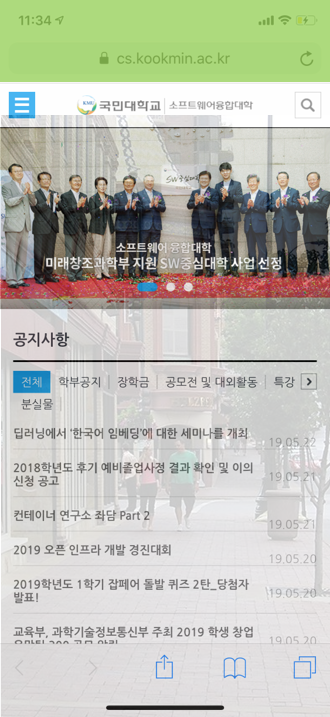 11:34
cs.kookmin.ac.kr
KMU 국민대학교 소프트웨어융합대학
SW중심대학
소프트웨어 융합대학
미래창조과학부 지원 SW중심대학 사업 선정
공지사항
전체 학부공지 장학금 공모전 및 대외활동 특강
분실물
딥러닝에서 '한국어 임베딩'에 대한 세미나를 개최
19.05.22
2018학년도 후기 예비졸업사정 결과 확인 및 이의
신청 공고
19.05.21
컨테이너 연구소 좌담 Part 2
19.05.21
2019 오픈 인프라 개발 경진대회
19.05.20
2019학년도 1학기 잡페어 돌발 퀴즈 2탄_당첨자
발표!
19.05.20
교육부, 과학기술정보통신부 주최 2019 학생 창업
19.05.20